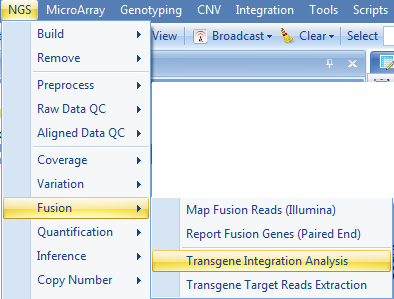 NGS MicroArray Genotyping CNV Integration Tools Scripts
Build View Broadcast Clear Select
Remove
Preprocess
Raw Data QC
Aligned Data QC
Coverage
Variation
Fusion Map Fusion Reads (Illumina)
Quantification Report Fusion Genes (Paired End)
Inference Transgene Integration Analysis
Copy Number Transgene Target Reads Extraction